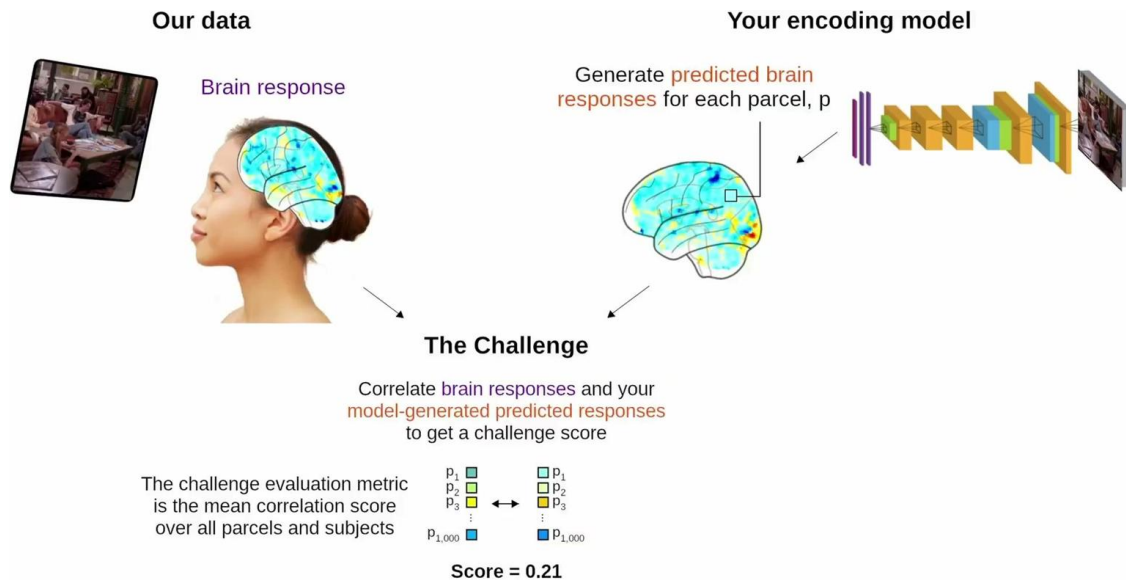 Our data
Your encoding model
Brain response
Generate predicted brain
responses for each parcel, p
The Challenge
Correlate brain responses and your
model-generated predicted responses
to get a challenge score
The challenge evaluation metric
is the mean correlation score
over all parcels and subjects
p1 p1
p2 p2
p3 p3
⋮ ⋮
p1,000 p1,000
Score = 0.21